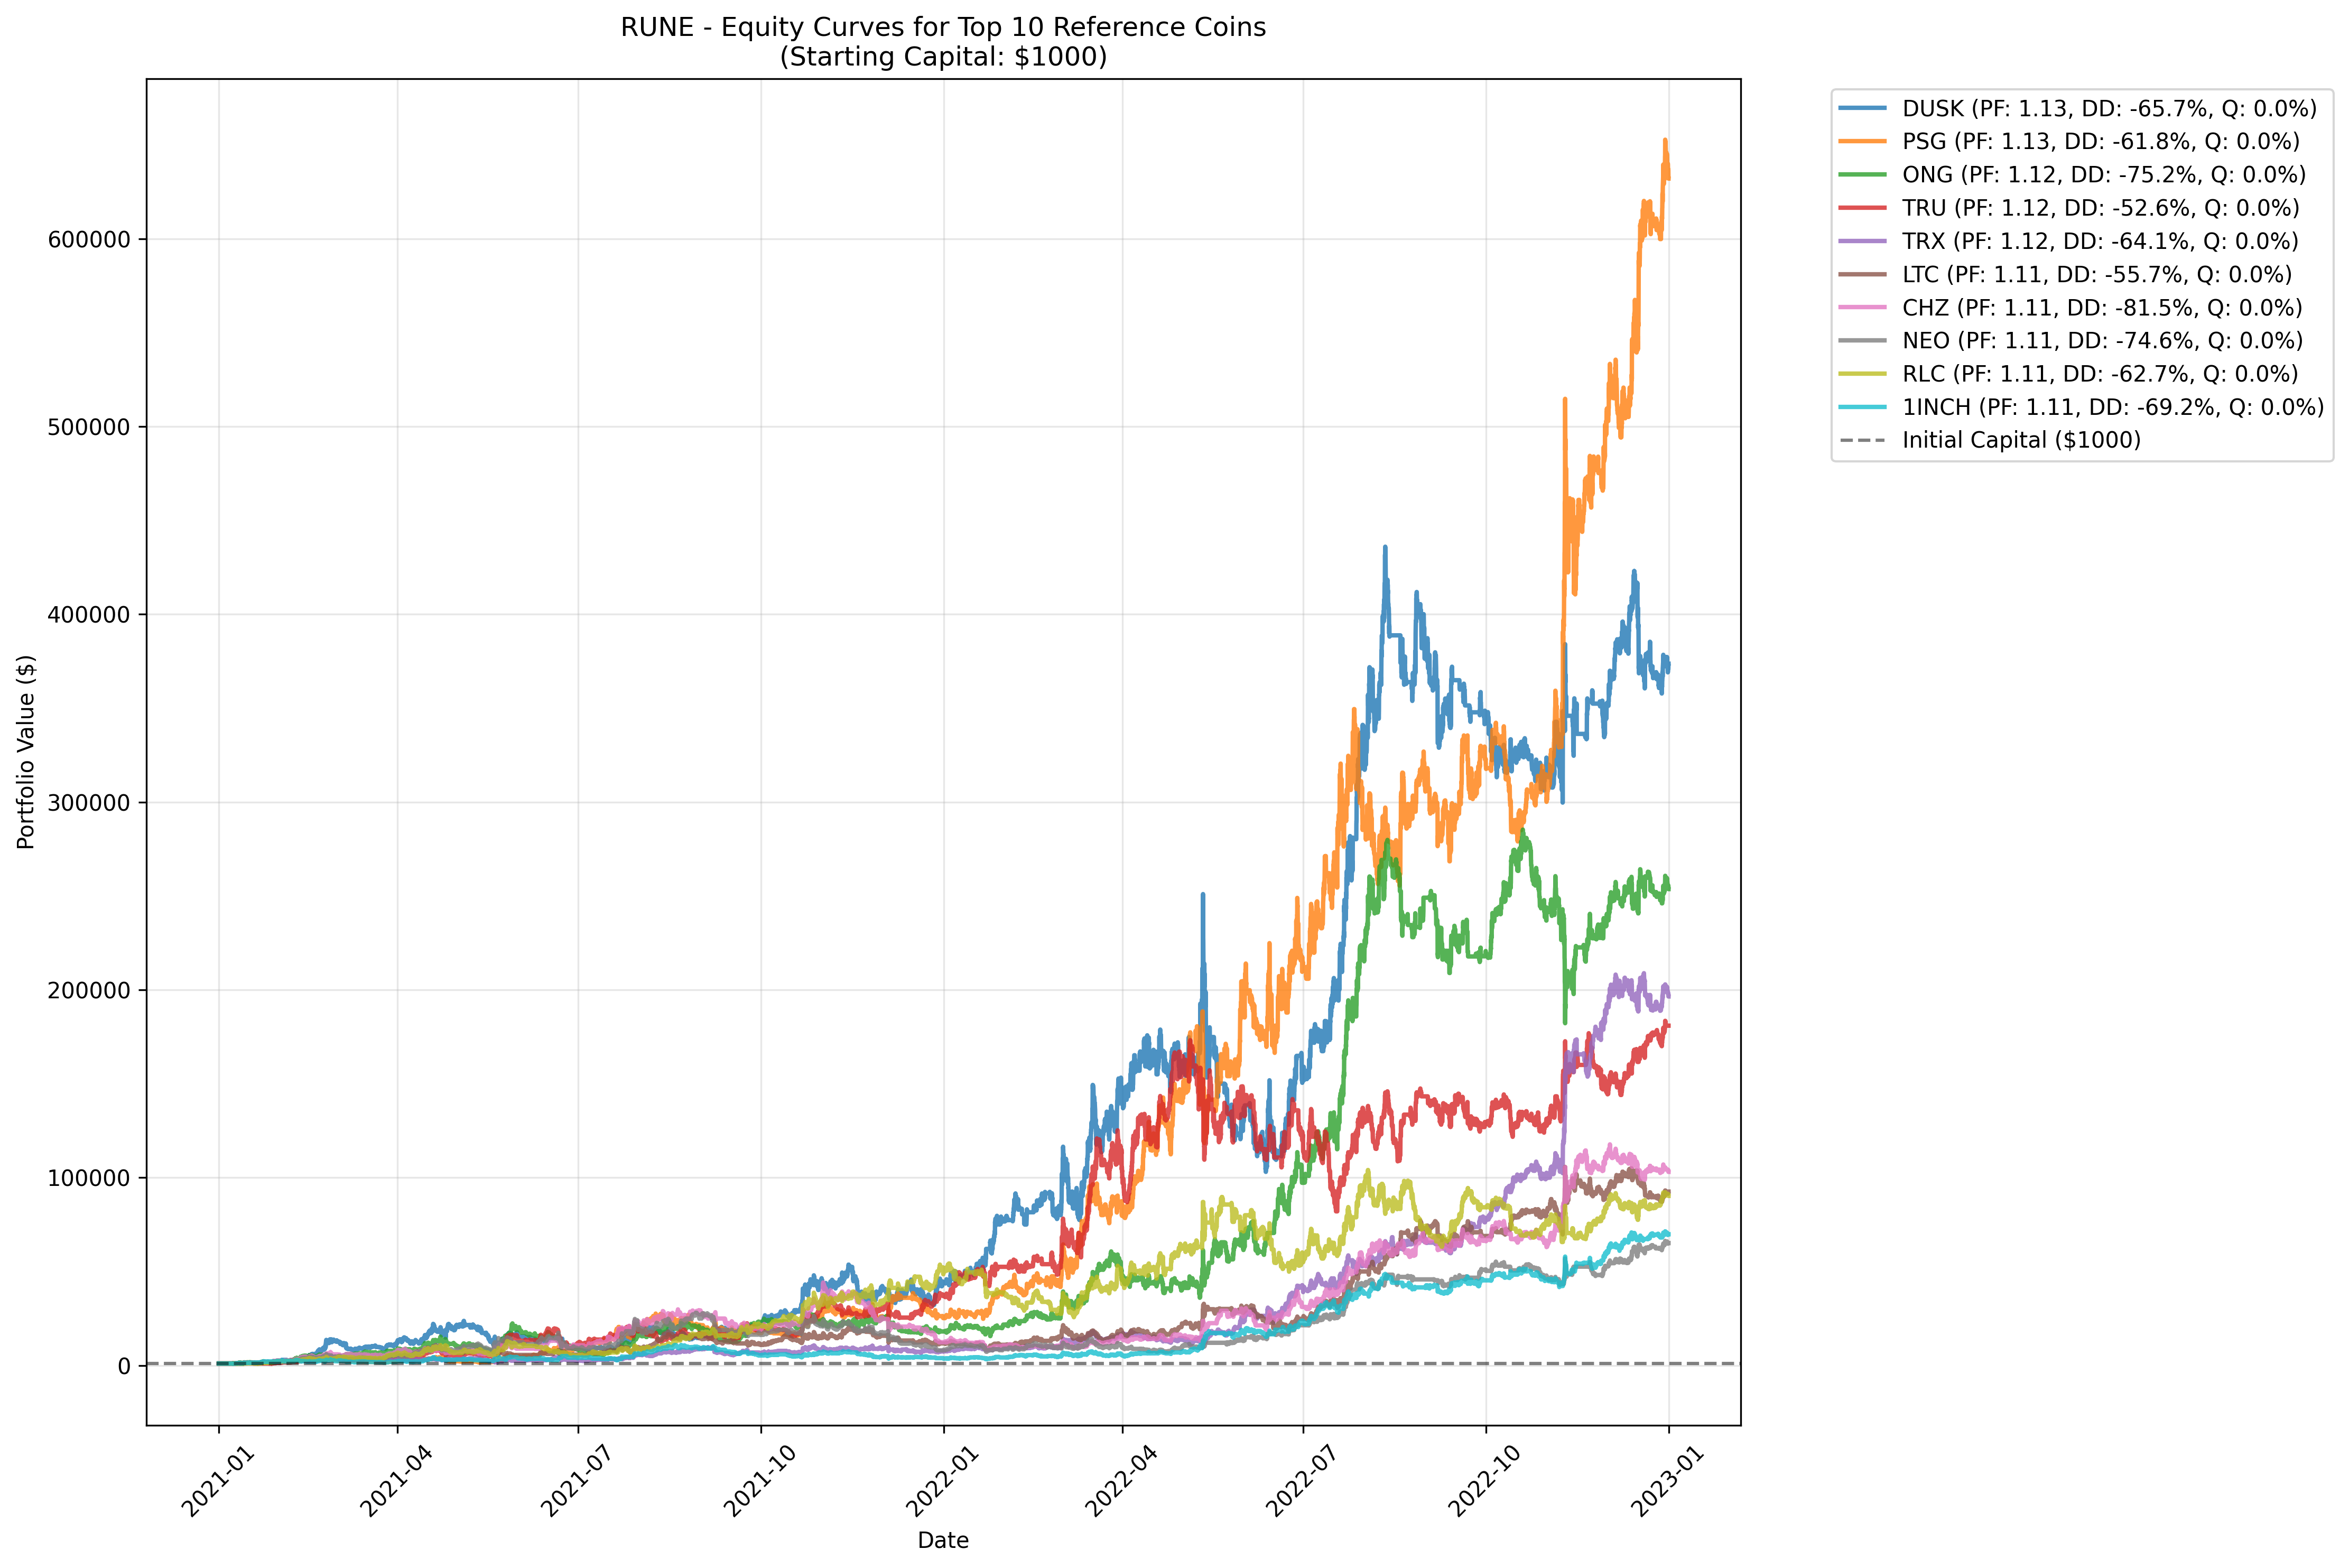 RUNE - Equity Curves for Top 10 Reference Coins
(Starting Capital: $1000)
Portfolio Value ($)
600000
500000
400000
300000
200000
100000
0
2021-01
2021-04
2021-07
2021-10
2022-01
2022-04
2022-07
2022-10
2023-01
Date
DUSK (PF: 1.13, DD: -65.7%, Q: 0.0%)
PSG (PF: 1.13, DD: -61.8%, Q: 0.0%)
ONG (PF: 1.12, DD: -75.2%, Q: 0.0%)
TRU (PF: 1.12, DD: -52.6%, Q: 0.0%)
TRX (PF: 1.12, DD: -64.1%, Q: 0.0%)
LTC (PF: 1.11, DD: -55.7%, Q: 0.0%)
CHZ (PF: 1.11, DD: -81.5%, Q: 0.0%)
NEO (PF: 1.11, DD: -74.6%, Q: 0.0%)
RLC (PF: 1.11, DD: -62.7%, Q: 0.0%)
1INCH (PF: 1.11, DD: -69.2%, Q: 0.0%)
Initial Capital ($1000)